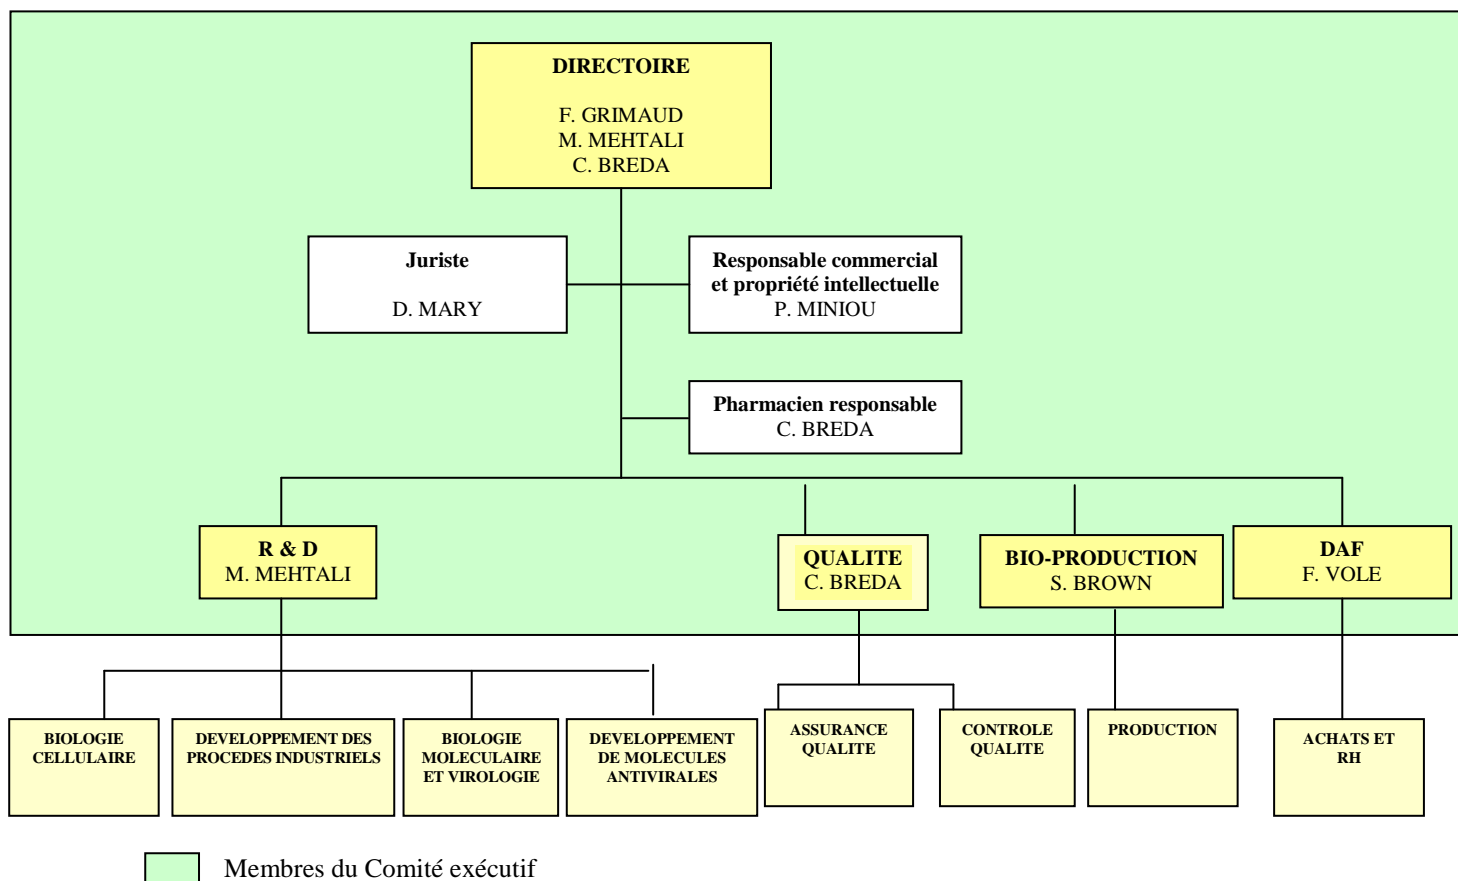 DIRECTOIRE
F. GRIMAUD
M. MEHTALI
C. BREDA
Juriste
D. MARY
Responsable commercial
et propriété intellectuelle
P. MINIOU
Pharmacien responsable
C. BREDA
R & D
M. MEHTALI
QUALITE
C. BREDA
BIO-PRODUCTION
S. BROWN
DAF
F. VOLE
BIOLOGIE
CELLULAIRE
DEVELOPPEMENT DES
PROCEDES INDUSTRIELS
BIOLOGIE
MOLECULAIRE
ET VIROLOGIE
DEVELOPPEMENT
DE MOLECULES
ANTIVIRALES
ASSURANCE
QUALITE
CONTROLE
QUALITE
PRODUCTION
ACHATS ET
RH
Membres du Comité exécutif